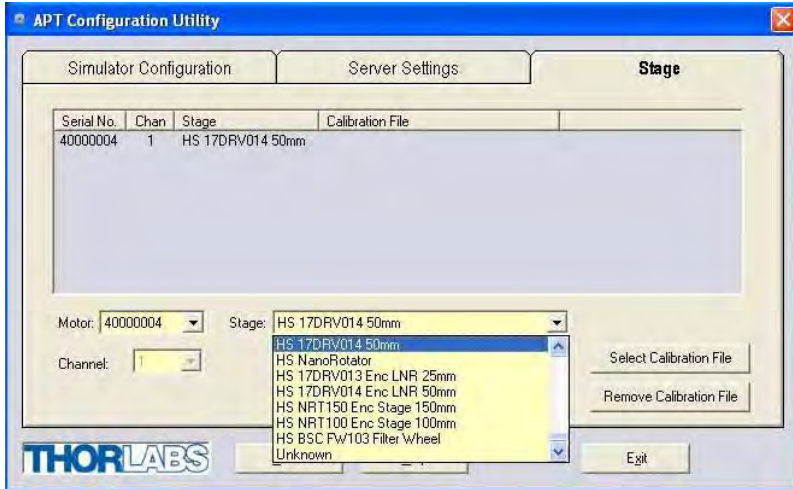 APT Configuration Utility
Simulator Configuration Server Settings Stage
Serial No. Chan Stage Calibration File
40000004 1 HS 17DRV014 50mm
Motor: 40000004 Stage: HS 17DRV014 50mm
HS 17DRV014 50mm
HS NanoRotator
Channel: 1
HS 17DRV013 Enc LNR 25mm
HS 17DRV014 Enc LNR 50mm
HS NRT150 Enc Stage 150mm
HS NRT100 Enc Stage 100mm
HS BSC FW103 Filter Wheel
Unknown
Select Calibration File
Remove Calibration File
THORLABS
Exit